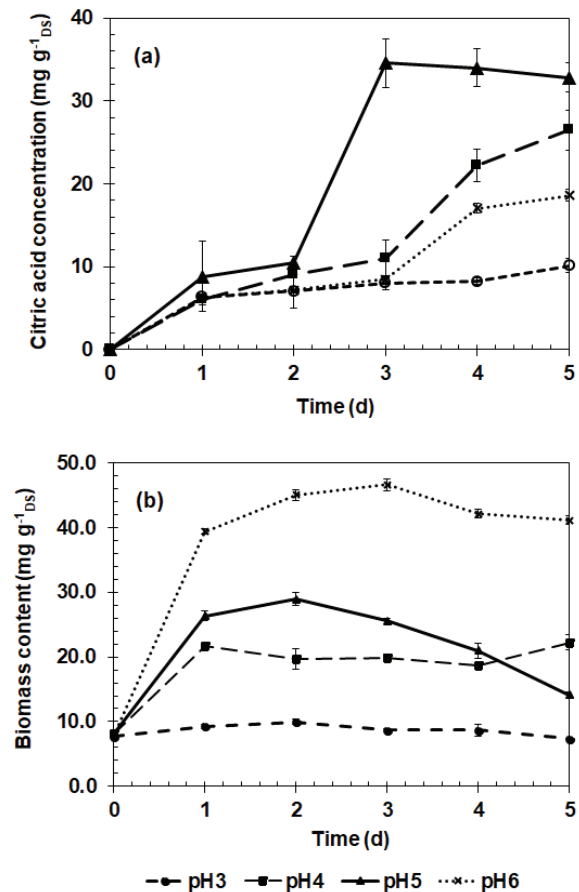 (a)
Citric acid concentration (mg g⁻¹DS)
40
30
20
10
0
0 1 2 3 4 5
Time (d)
(b)
Biomass content (mg g⁻¹DS)
50.0
40.0
30.0
20.0
10.0
0.0
0 1 2 3 4 5
Time (d)
pH3 pH4 pH5 pH6